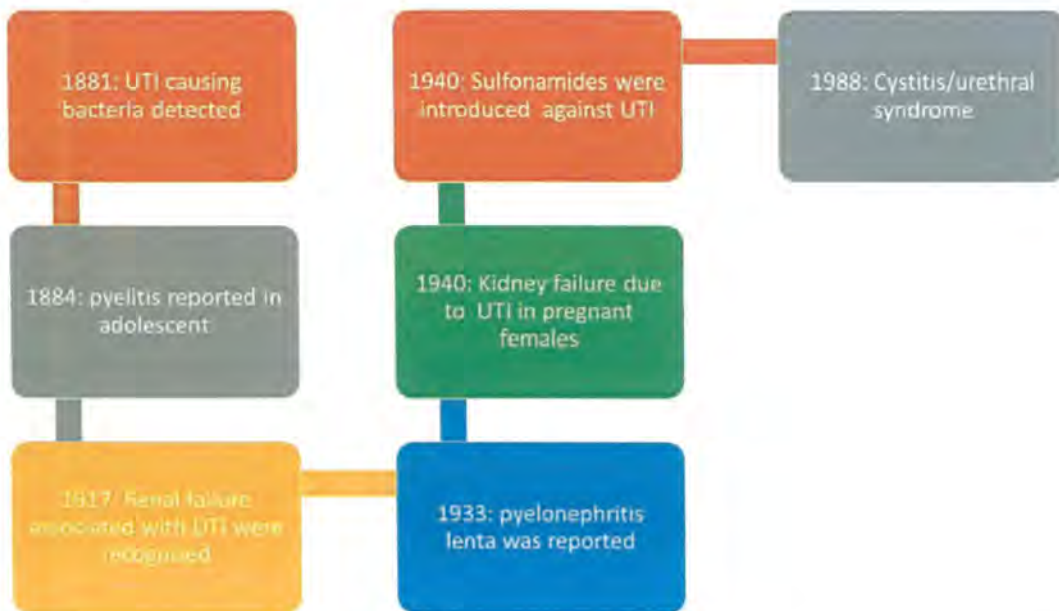 1881: UTI causing
bacteria detected
1884: pyelitis reported in
adolescent
1917: Renal failure
associated with UTI were
recognised
1933: pyelonephritis
lenta was reported
1940: Kidney failure due
to UTI in pregnant
females
1940: Sulfonamides were
introduced against UTI
1988: Cystitis/urethral
syndrome